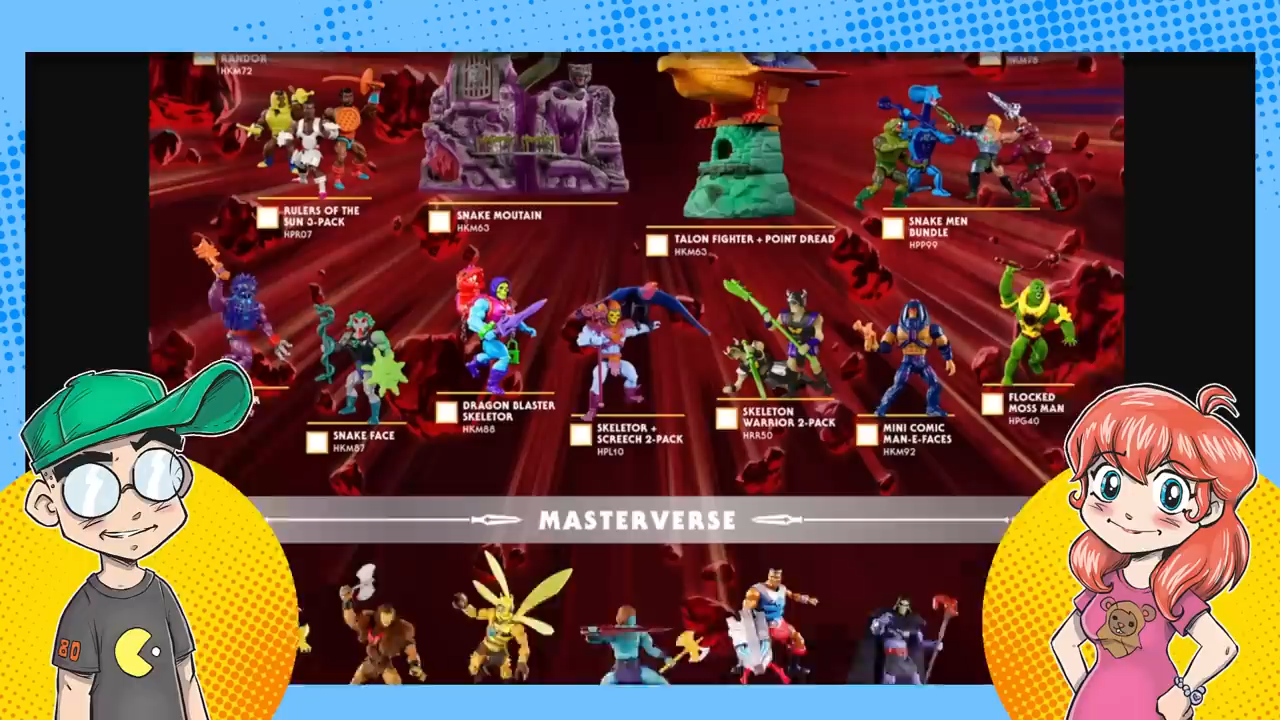 RANDOR
HKM72
RULERS OF THE
SUN 3-PACK
HPR07
SNAKE MOUTAIN
HKM63
TALON FIGHTER + POINT DREAD
HKM63
SNAKE MEN
BUNDLE
HPP99
SNAKE FACE
HKM87
DRAGON BLASTER
SKELETOR
HKM88
SKELETOR +
SCREECH 2-PACK
HPL10
SKELETON
WARRIOR 2-PACK
HRR50
MINI COMIC
MAN-E-FACES
HKM92
FLOCKED
MOSS MAN
HPG40
MASTERVERSE
80